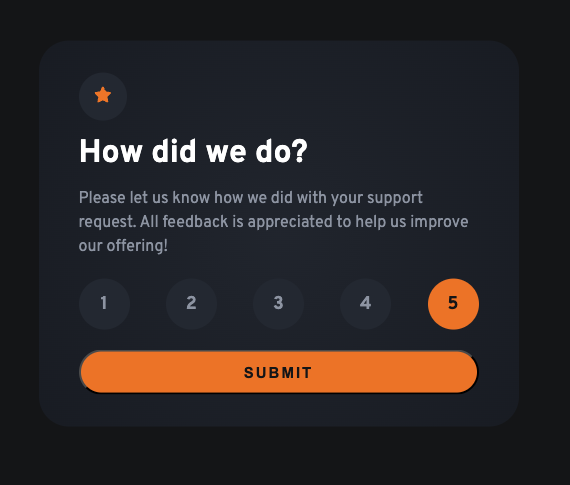 How did we do?
Please let us know how we did with your support
request. All feedback is appreciated to help us improve
our offering!
1 2 3 4 5
SUBMIT